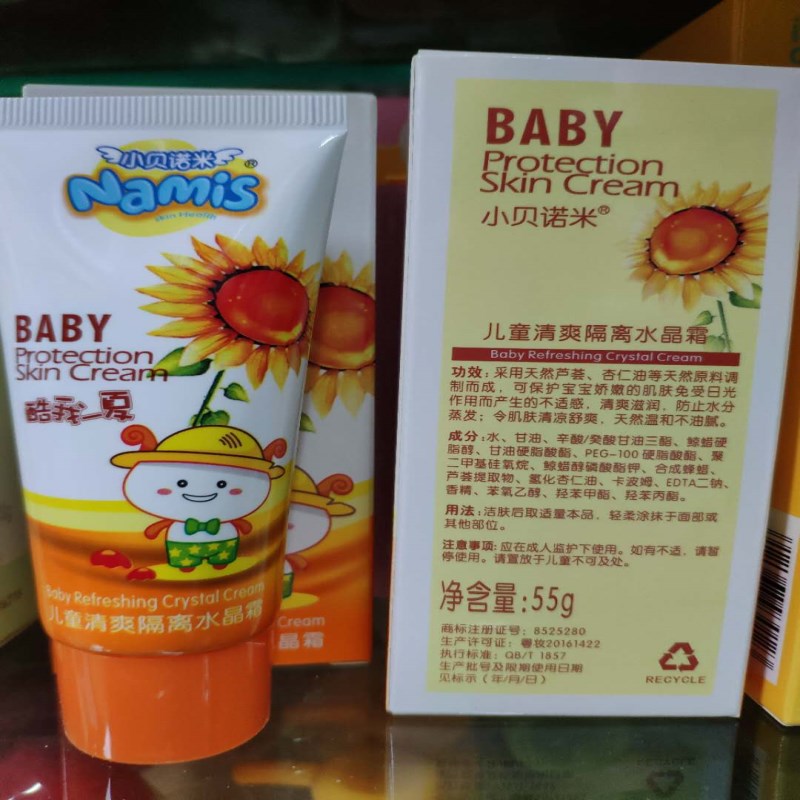 小贝诺米®
Namis
Skin Health
BABY
Protection
Skin Cream
酷我一夏
Baby Refreshing Crystal Cream
儿童清爽隔离水晶霜
Cream
晶霜
BABY
Protection
Skin Cream
小贝诺米®
儿童清爽隔离水晶霜
Baby Refreshing Crystal Cream
功效：采用天然芦荟、杏仁油等天然原料调
制而成，可保护宝宝娇嫩的肌肤免受日光
作用而产生的不适感，清爽滋润，防止水分
蒸发；令肌肤清凉舒爽，天然温和不油腻。
成分：水、甘油、辛酸/癸酸甘油三酯、鲸蜡硬
脂醇、甘油硬脂酸酯、PEG-100硬脂酸酯、聚
二甲基硅氧烷、鲸蜡醇磷酸酯钾、合成蜂蜡、
芦荟提取物、氢化杏仁油、卡波姆、EDTA二钠、
香精、苯氧乙醇、羟苯甲酯、羟苯丙酯。
用法：洁肤后取适量本品，轻柔涂抹于面部或
其他部位。
注意事项：应在成人监护下使用。如有不适，请暂
停使用。请置放于儿童不可及处。
净含量：55g
商标注册证号：8525280
生产许可证：粤妆20161422
执行标准：QB/T 1857
生产批号及限期使用日期
见标示（年/月/日）
RECYCLE